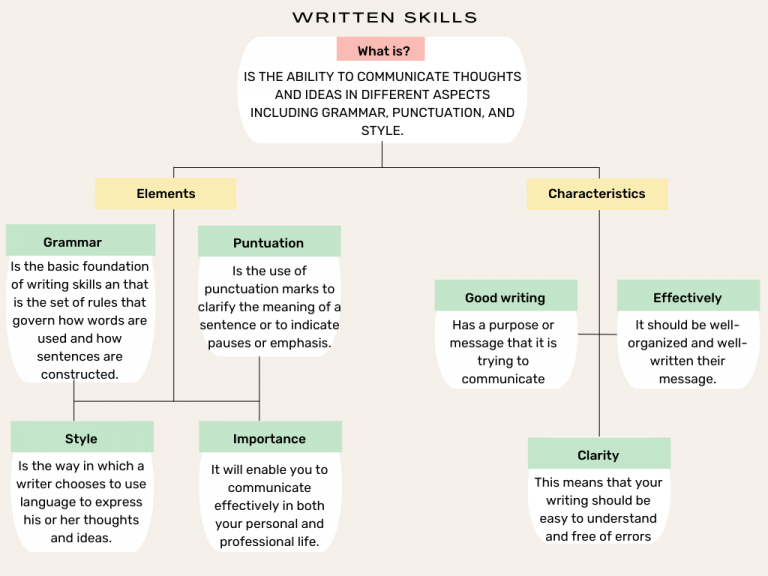 WRITTEN SKILLS
What is?
IS THE ABILITY TO COMMUNICATE THOUGHTS
AND IDEAS IN DIFFERENT ASPECTS
INCLUDING GRAMMAR, PUNCTUATION, AND
STYLE.
Elements
Grammar
Is the basic foundation
of writing skills an that
is the set of rules that
govern how words are
used and how
sentences are
constructed.
Puntuation
Is the use of
punctuation marks to
clarify the meaning of a
sentence or to indicate
pauses or emphasis.
Style
Is the way in which a
writer chooses to use
language to express
his or her thoughts
and ideas.
Importance
It will enable you to
communicate
effectively in both
your personal and
professional life.
Characteristics
Good writing
Has a purpose or
message that it is
trying to
communicate
Effectively
It should be well-
organized and well-
written their
message.
Clarity
This means that your
writing should be
easy to understand
and free of errors